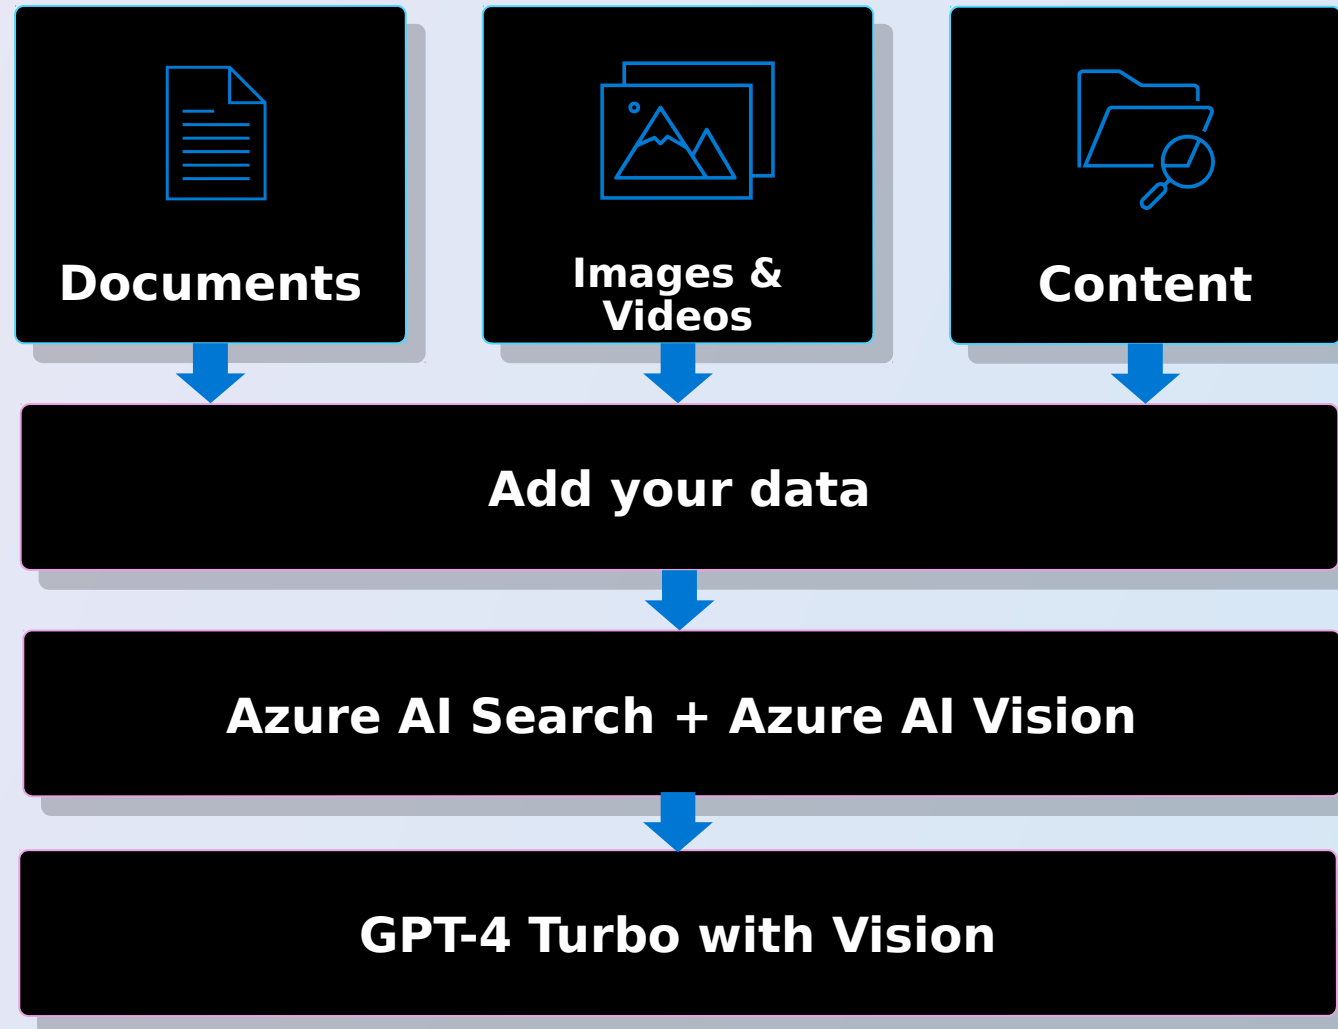 Documents
Images &
Videos
Content
Add your data
Azure AI Search + Azure AI Vision
GPT-4 Turbo with Vision